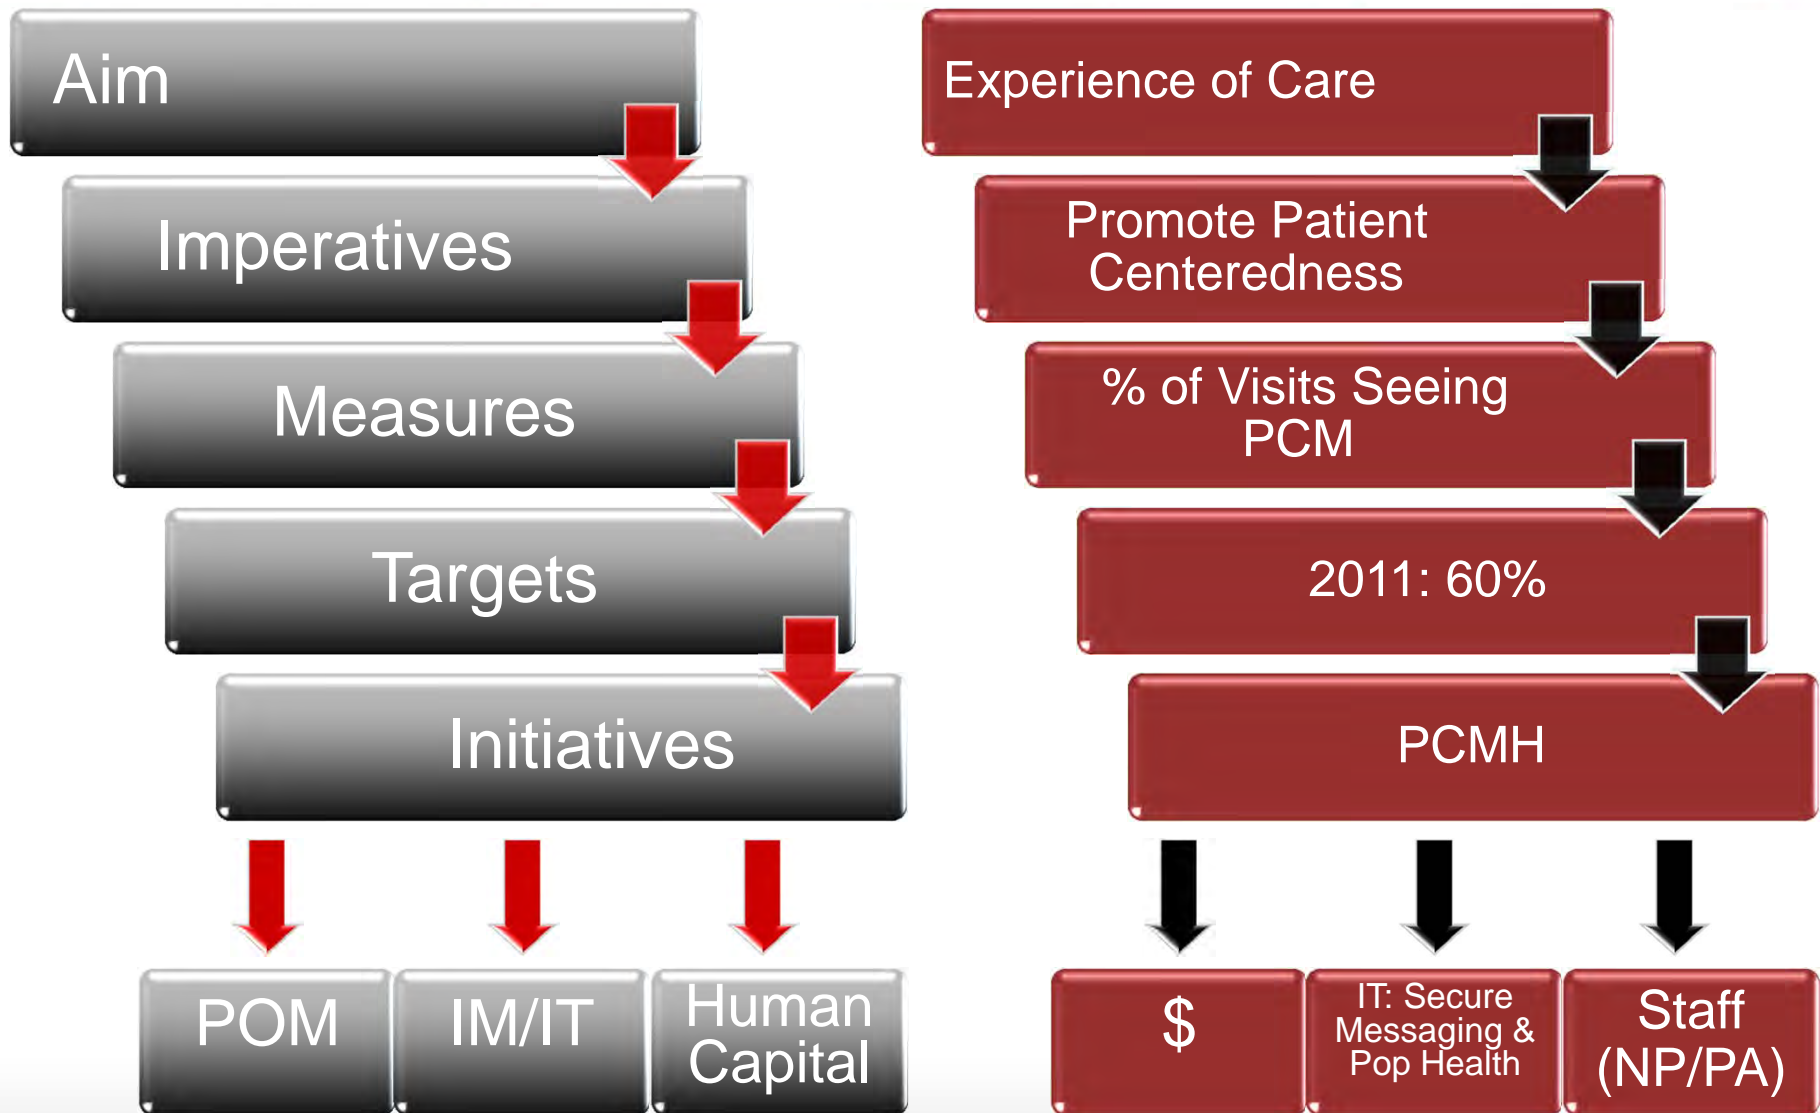 Aim
Imperatives
Measures
Targets
Initiatives
POM
IM/IT
Human
Capital
Experience of Care
Promote Patient
Centeredness
% of Visits Seeing
PCM
2011: 60%
PCMH
$
IT: Secure
Messaging &
Pop Health
Staff
(NP/PA)